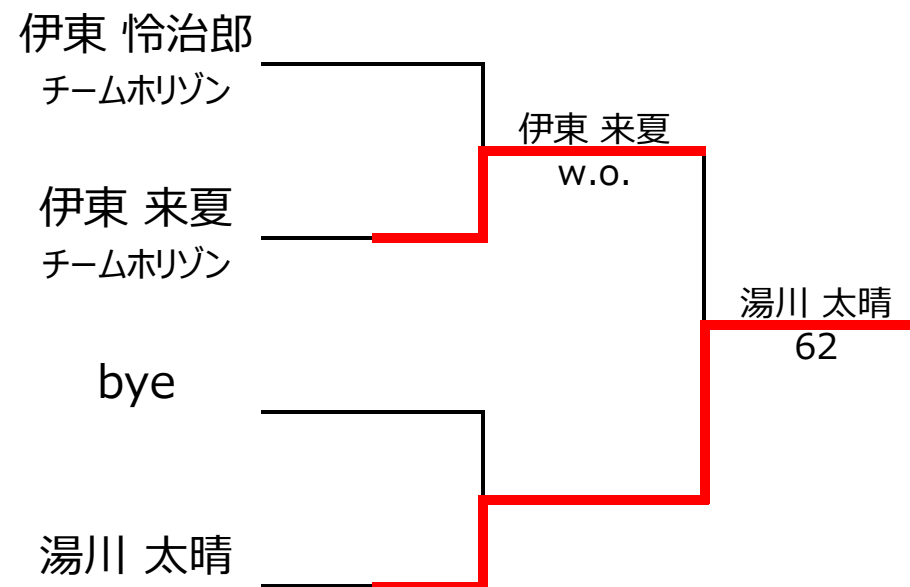 伊東 怜治郎
チームホリゾン
伊東 来夏
w.o.
伊東 来夏
チームホリゾン
湯川 太晴
62
bye
湯川 太晴